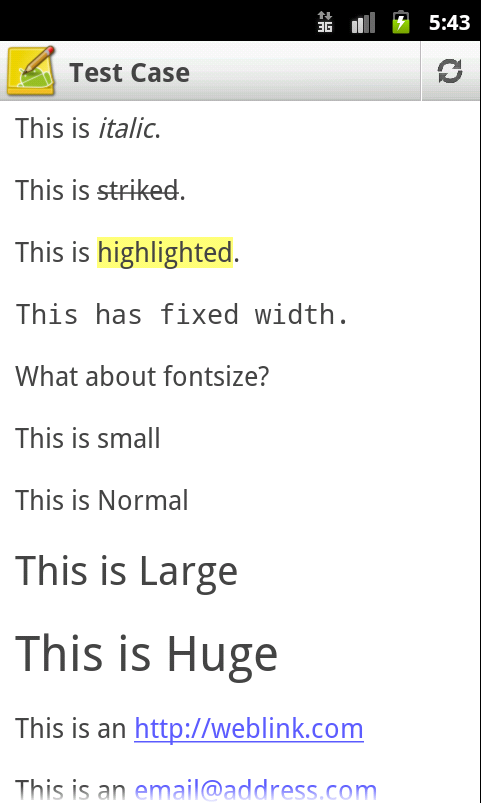 3G 5:43
Test Case
This is italic.
This is striked.
This is highlighted.
This has fixed width.
What about fontsize?
This is small
This is Normal
This is Large
This is Huge
This is an http://weblink.com
This is an email@address.com